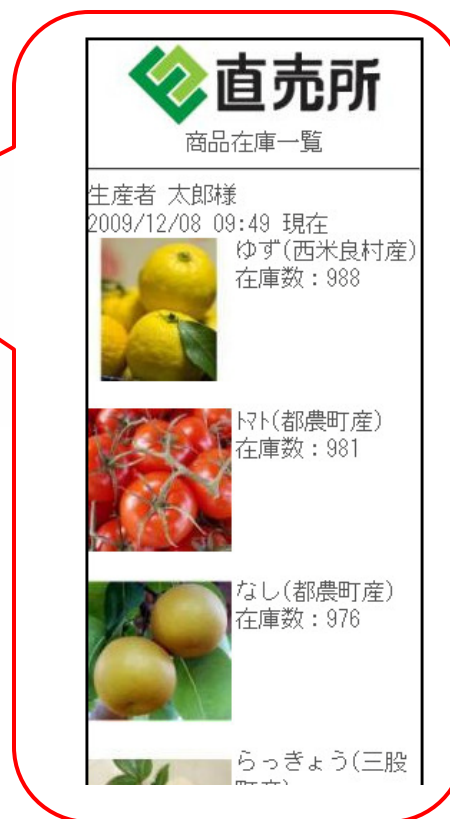 直売所
商品在庫一覧
生産者 太郎様
2009/12/08 09:49 現在
ゆず(西米良村産)
在庫数：988
ﾄﾏﾄ(都農町産)
在庫数：981
なし(都農町産)
在庫数：976
らっきょう(三股